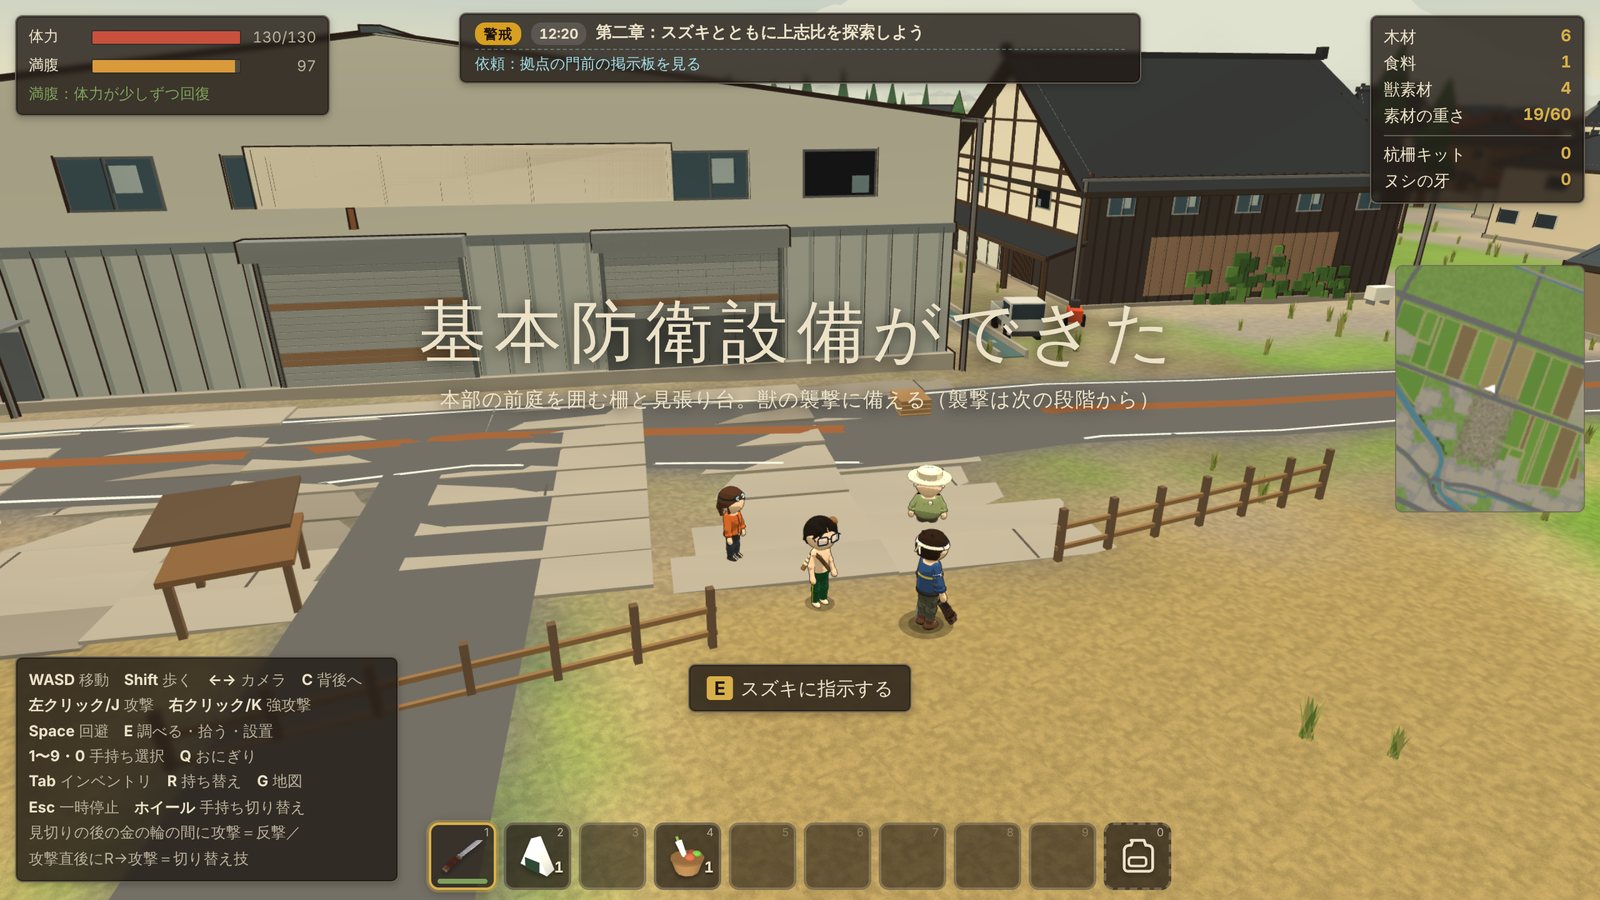 体力 130/130
満腹 97
満腹：体力が少しずつ回復
警戒 12:20 第二章：スズキとともに上志比を探索しよう
依頼：拠点の門前の掲示板を見る
木材 6
食料 1
獣素材 4
素材の重さ 19/60
杭柵キット 0
ヌシの牙 0
基本防衛設備ができた
本部の前庭を囲む柵と見張り台。獣の襲撃に備える（襲撃は次の段階から）
E スズキに指示する
WASD 移動 Shift 歩く ←→ カメラ C 背後へ
左クリック/J 攻撃 右クリック/K 強攻撃
Space 回避 E 調べる・拾う・設置
1〜9・0 手持ち選択 Q おにぎり
Tab インベントリ R 持ち替え G 地図
Esc 一時停止 ホイール 手持ち切り替え
見切りの後の金の輪の間に攻撃＝反撃／
攻撃直後にR→攻撃＝切り替え技
1 2 3 4 5 6 7 8 9 0
1 1